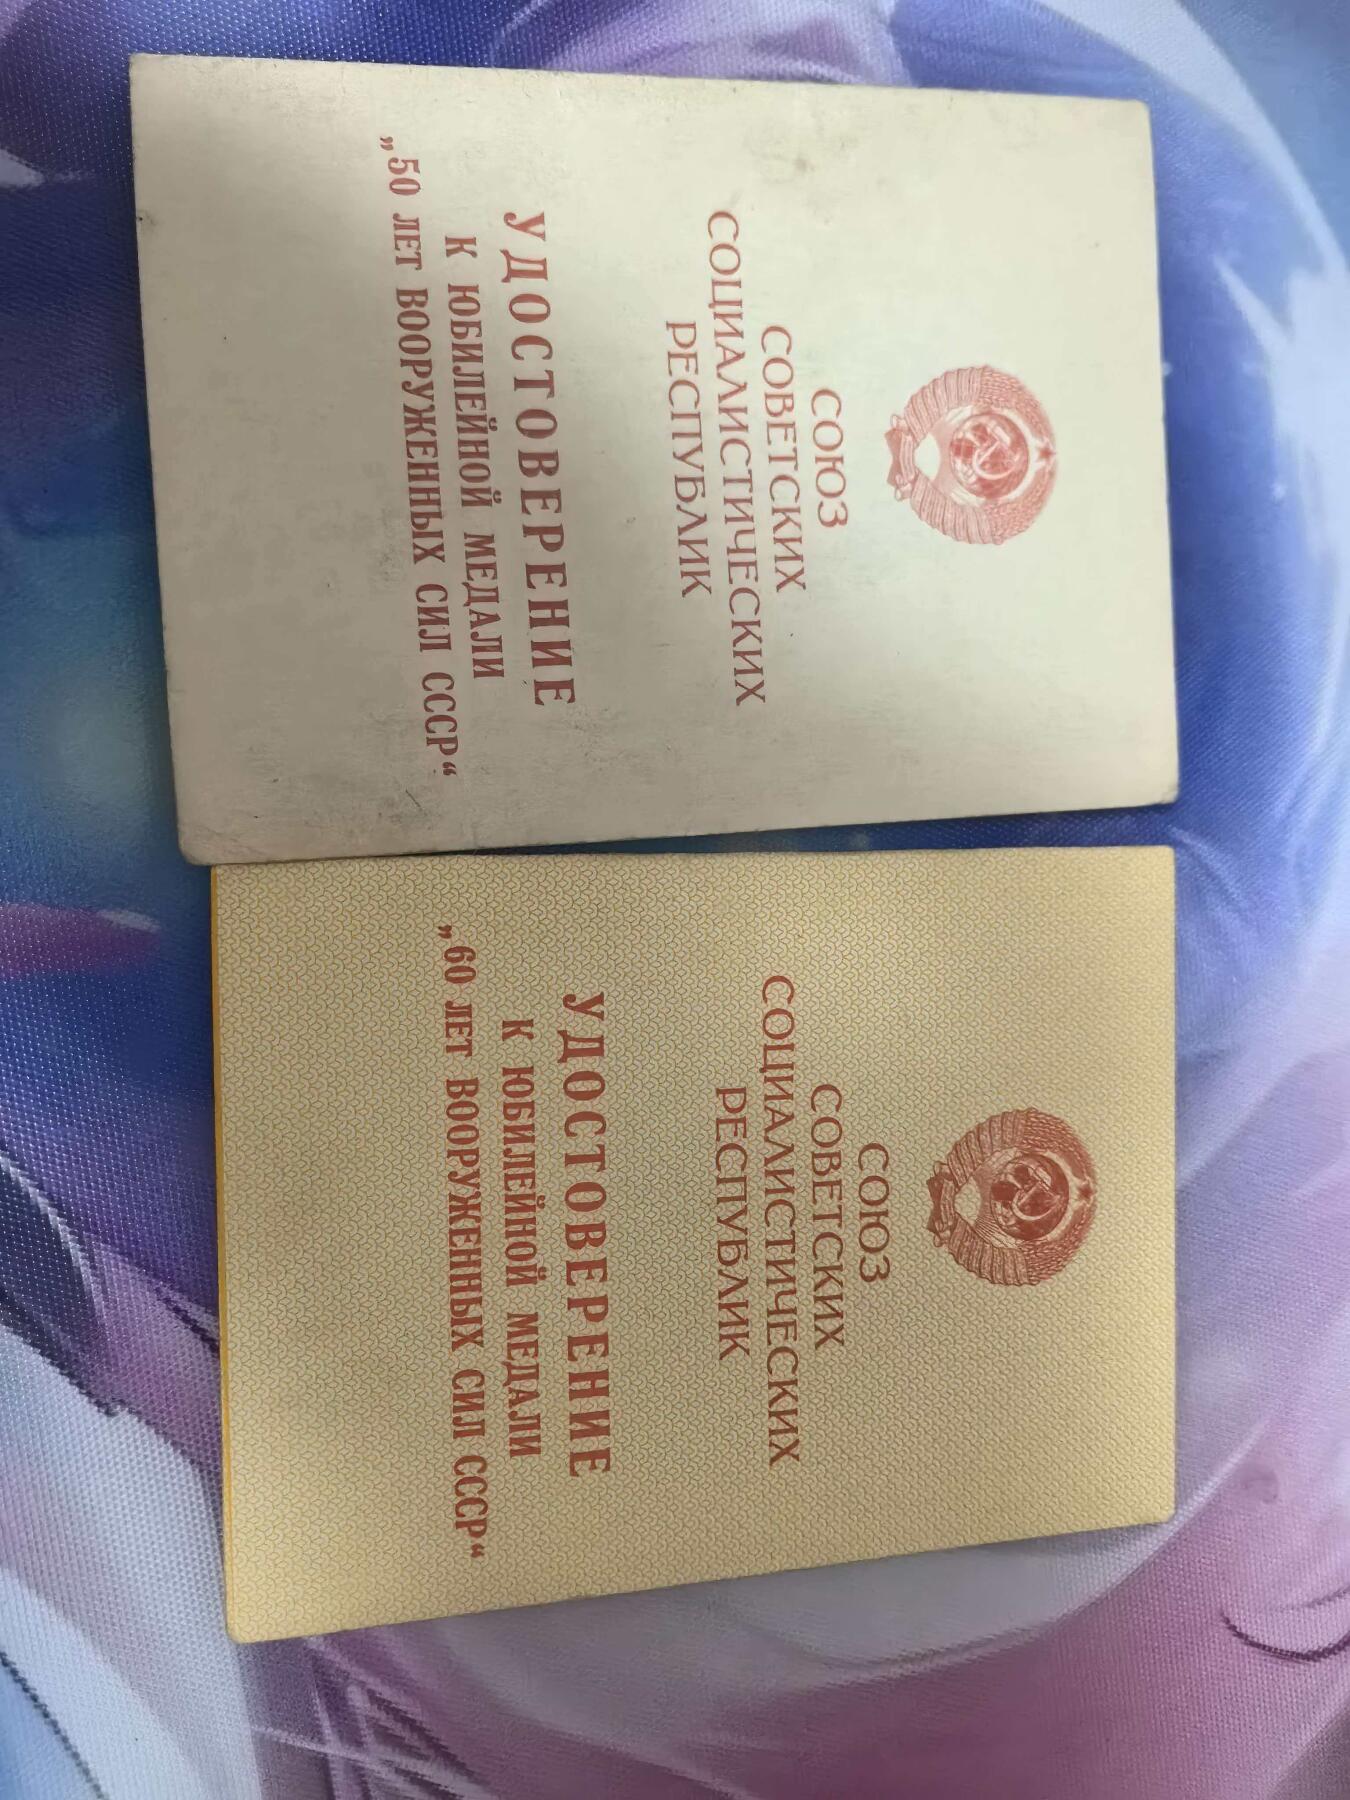 СОЮЗ
СОВЕТСКИХ
СОЦИАЛИСТИЧЕСКИХ
РЕСПУБЛИК
УДОСТОВЕРЕНИЕ
К ЮБИЛЕЙНОЙ МЕДАЛИ
„50 ЛЕТ ВООРУЖЕННЫХ СИЛ СССР“
СОЮЗ
СОВЕТСКИХ
СОЦИАЛИСТИЧЕСКИХ
РЕСПУБЛИК
УДОСТОВЕРЕНИЕ
К ЮБИЛЕЙНОЙ МЕДАЛИ
„60 ЛЕТ ВООРУЖЕННЫХ СИЛ СССР“